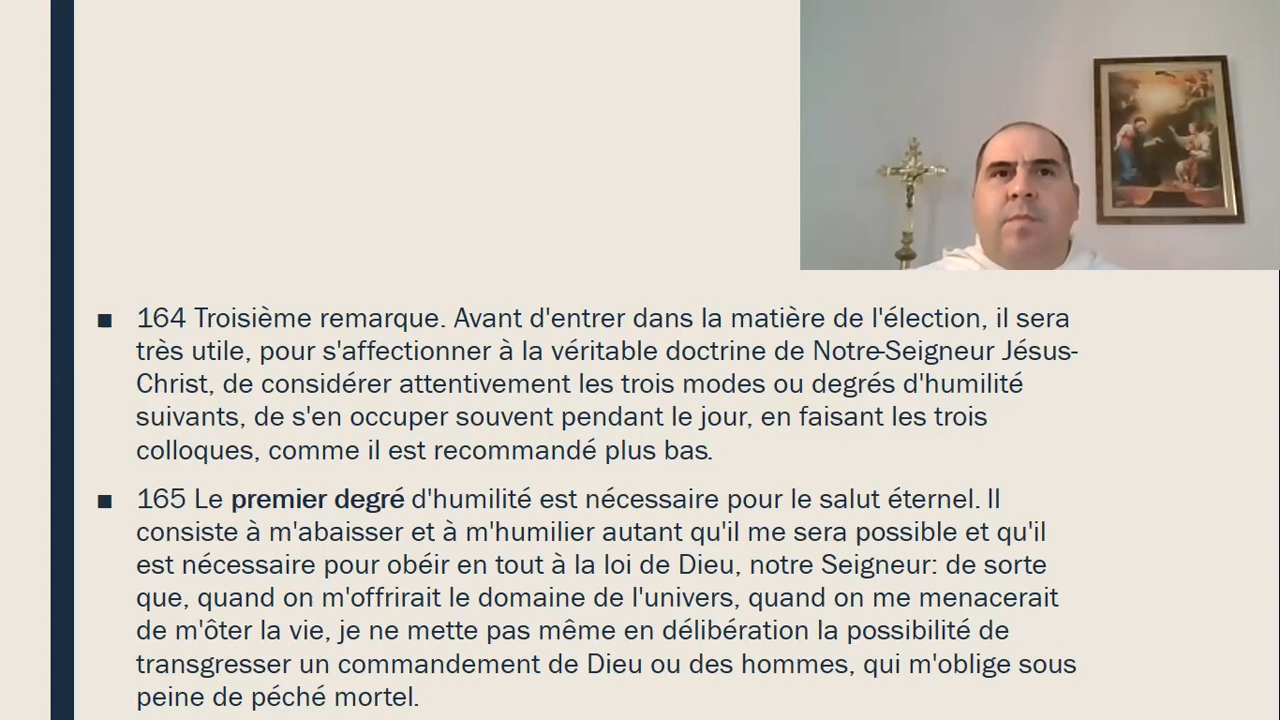 ■ 164 Troisième remarque. Avant d'entrer dans la matière de l'élection, il sera
très utile, pour s'affectionner à la véritable doctrine de Notre-Seigneur Jésus-
Christ, de considérer attentivement les trois modes ou degrés d'humilité
suivants, de s'en occuper souvent pendant le jour, en faisant les trois
colloques, comme il est recommandé plus bas.
■ 165 Le premier degré d'humilité est nécessaire pour le salut éternel. Il
consiste à m'abaisser et à m'humilier autant qu'il me sera possible et qu'il
est nécessaire pour obéir en tout à la loi de Dieu, notre Seigneur: de sorte
que, quand on m'offrirait le domaine de l'univers, quand on me menacerait
de m'ôter la vie, je ne mette pas même en délibération la possibilité de
transgresser un commandement de Dieu ou des hommes, qui m'oblige sous
peine de péché mortel.